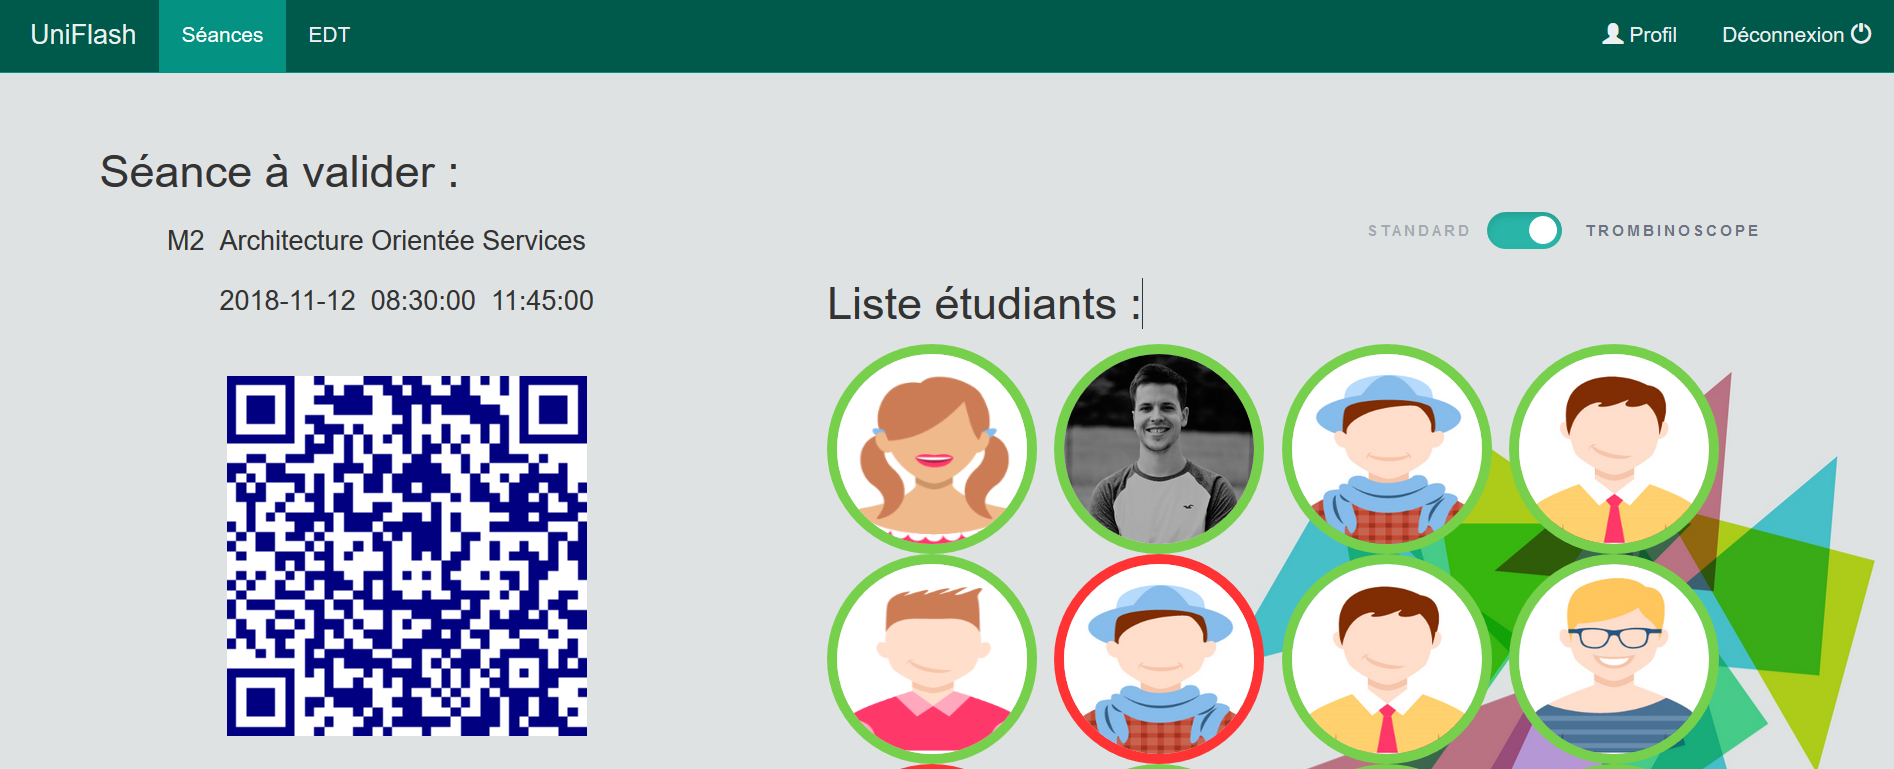 UniFlash Séances EDT Profil Déconnexion
Séance à valider :
M2 Architecture Orientée Services
2018-11-12 08:30:00 11:45:00
STANDARD TROMBINOSCOPE
Liste étudiants :